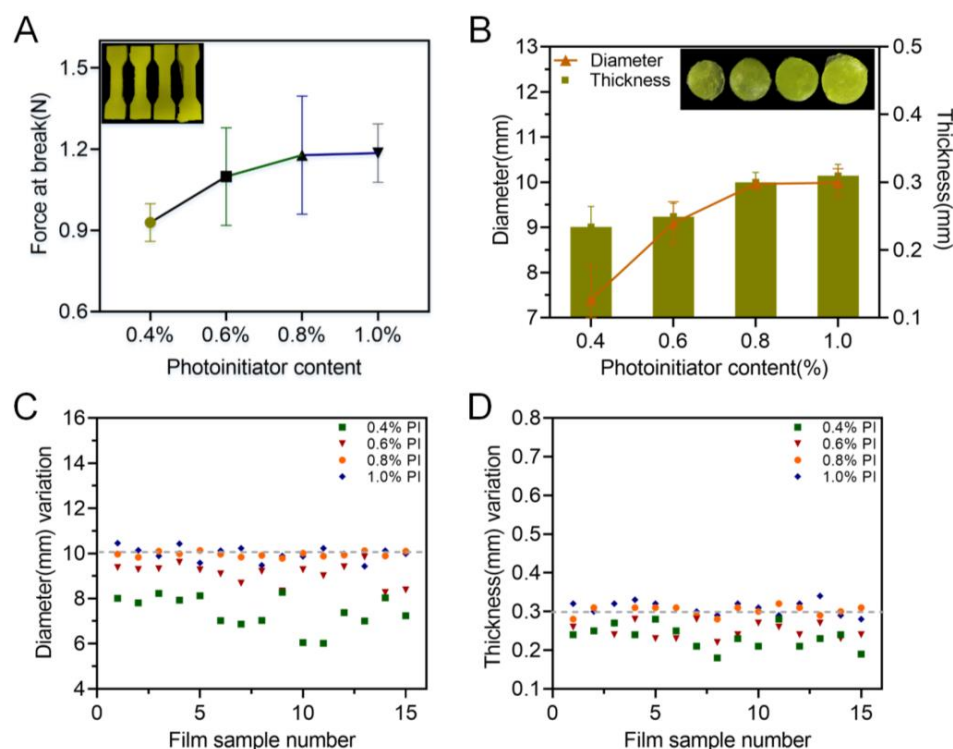 A
Force at break(N)
1.5
1.2
0.9
0.6
0.4%
0.6%
0.8%
1.0%
Photoinitiator content
B
Diameter(mm)
13
12
11
10
9
8
7
Diameter
Thickness
0.5
0.4
0.3
0.2
0.1
Thickness(mm)
0.4
0.6
0.8
1.0
Photoinitiator content(%)
C
Diameter(mm) variation
16
14
12
10
8
6
4
0.4% PI
0.6% PI
0.8% PI
1.0% PI
0
5
10
15
Film sample number
D
Thickness(mm) variation
0.8
0.7
0.6
0.5
0.4
0.3
0.2
0.1
0.4% PI
0.6% PI
0.8% PI
1.0% PI
0
5
10
15
Film sample number